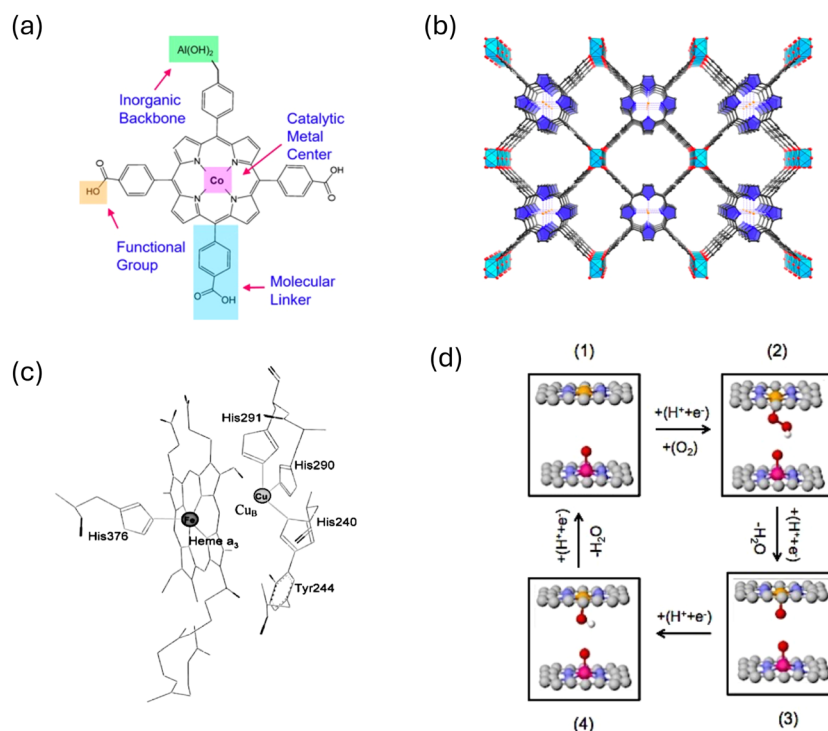 (a)
Al(OH)₂
Inorganic
Backbone
Catalytic
Metal
Center
Co
O
HO
O
OH
N
N
N
N
Functional
Group
O
OH
Molecular
Linker
(b)
(c)
His291
His290
Cu
Cu_B
His240
Fe
His376
Heme a₃
Tyr244
(d)
(1)
(2)
+(H⁺+e⁻)
+(O₂)
+(H⁺+e⁻)
-H₂O
+(H⁺+e⁻)
-H₂O
+(H⁺+e⁻)
(4)
(3)